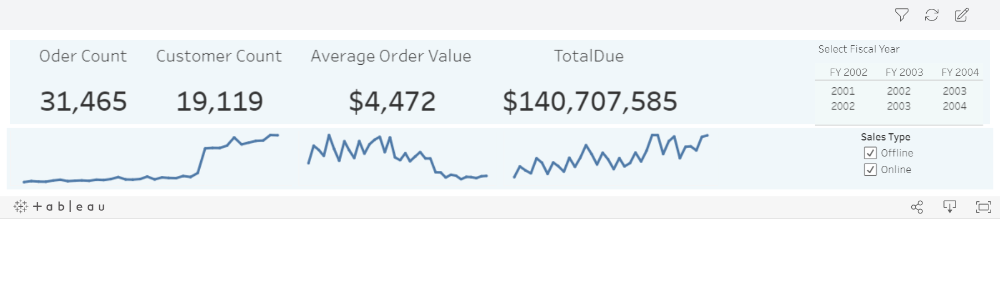 Oder Count Customer Count Average Order Value TotalDue
31,465 19,119 $4,472 $140,707,585
Select Fiscal Year
FY 2002 FY 2003 FY 2004
2001 2002 2003
2002 2003 2004
Sales Type
Offline
Online
+ a b | e a u